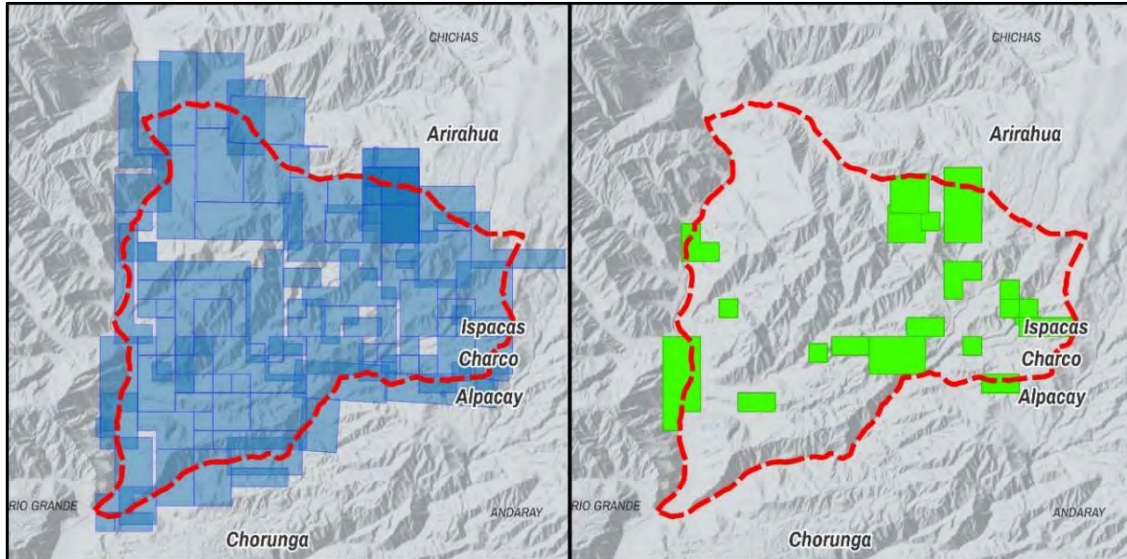 CHICHAS
Arirahua
Ispacas
Charco
Alpacay
RIO GRANDE
ANDARAY
Chorunga
CHICHAS
Arirahua
Ispacas
Charco
Alpacay
RIO GRANDE
ANDARAY
Chorunga